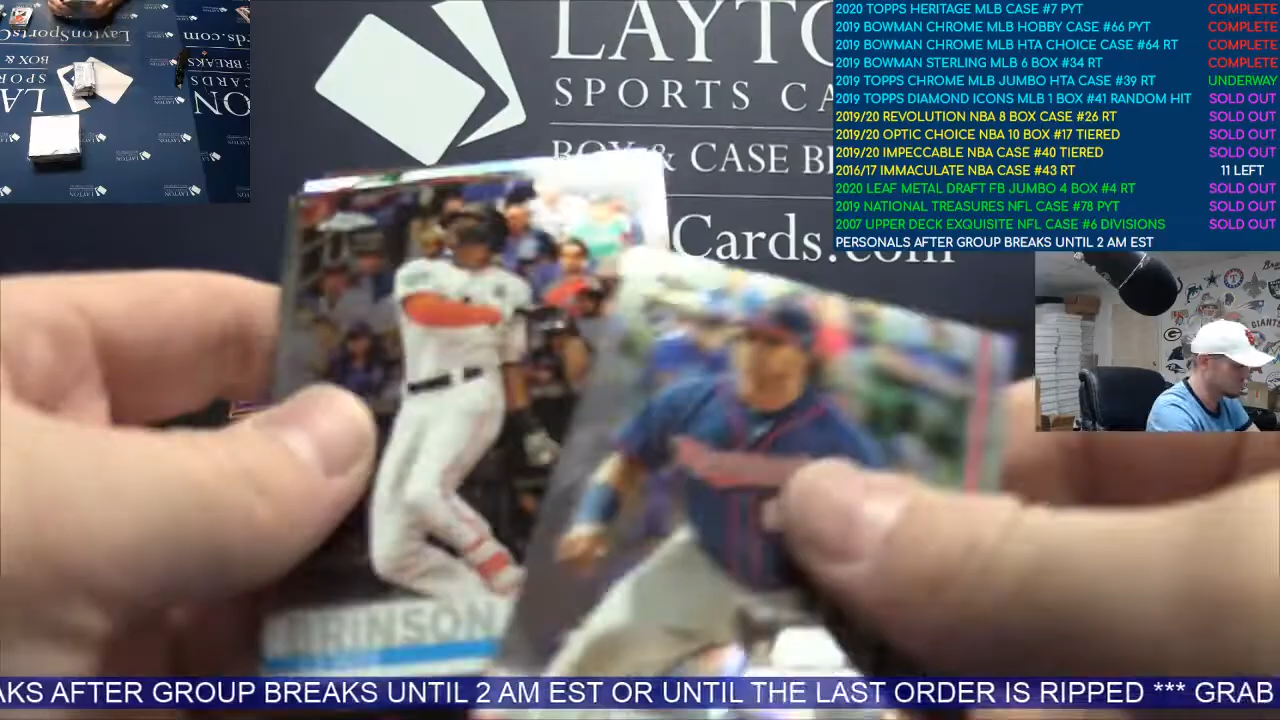 LAYTO
SPORTS CA
BOX & CASE BR
Cards.com
2020 TOPPS HERITAGE MLB CASE #7 PYT COMPLETE
2019 BOWMAN CHROME MLB HOBBY CASE #66 PYT COMPLETE
2019 BOWMAN CHROME MLB HTA CHOICE CASE #64 RT COMPLETE
2019 BOWMAN STERLING MLB 6 BOX #34 RT COMPLETE
2019 TOPPS CHROME MLB JUMBO HTA CASE #39 RT UNDERWAY
2019 TOPPS DIAMOND ICONS MLB 1 BOX #41 RANDOM HIT SOLD OUT
2019/20 REVOLUTION NBA 8 BOX CASE #26 RT SOLD OUT
2019/20 OPTIC CHOICE NBA 10 BOX #17 TIERED SOLD OUT
2019/20 IMPECCABLE NBA CASE #40 TIERED SOLD OUT
2016/17 IMMACULATE NBA CASE #43 RT 11 LEFT
2020 LEAF METAL DRAFT FB JUMBO 4 BOX #4 RT SOLD OUT
2019 NATIONAL TREASURES NFL CASE #78 PYT SOLD OUT
2007 UPPER DECK EXQUISITE NFL CASE #6 DIVISIONS SOLD OUT
PERSONALS AFTER GROUP BREAKS UNTIL 2 AM EST
BRINSON
AKS AFTER GROUP BREAKS UNTIL 2 AM EST OR UNTIL THE LAST ORDER IS RIPPED *** GRAB